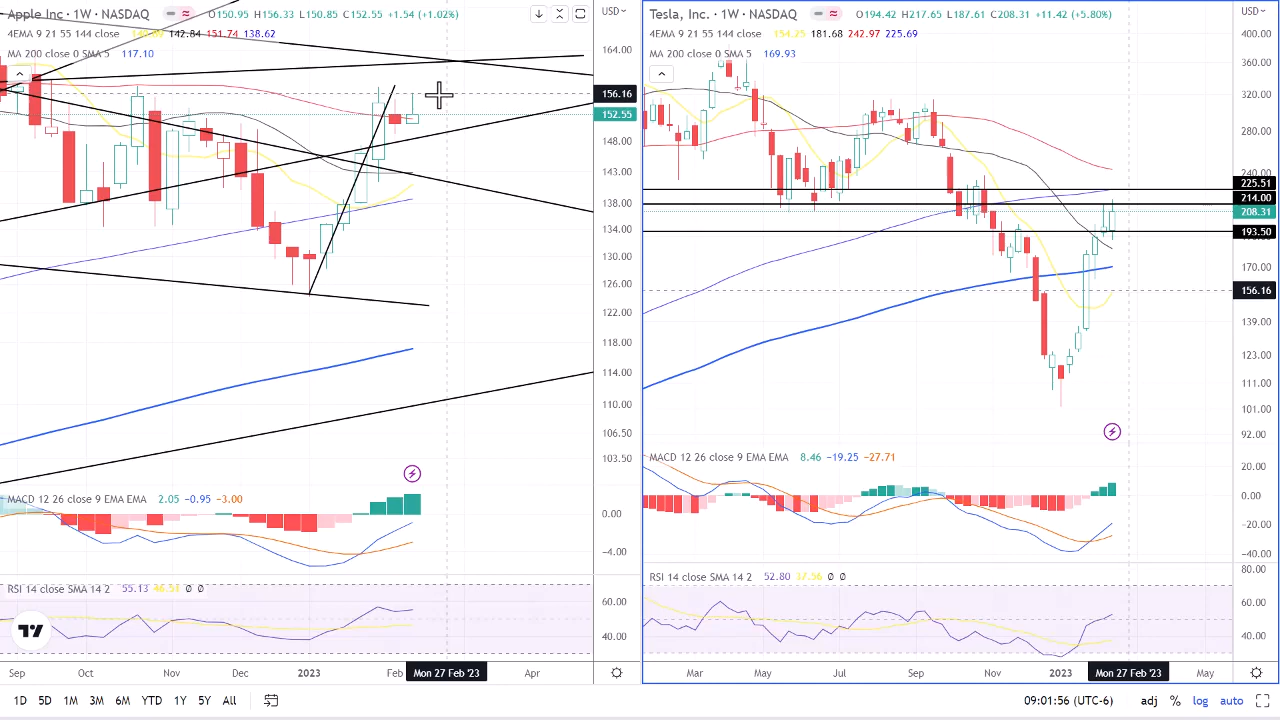 Apple Inc · 1W · NASDAQ O150.95 H156.33 L150.85 C152.55 +1.54 (+1.02%)
4EMA 9 21 55 144 close 142.84 151.74 138.62
MA 200 close 0 SMA 5 117.10
USD
164.00
156.16
152.55
148.00
143.00
138.00
134.00
130.00
126.00
122.00
118.00
114.00
110.00
106.50
103.50
MACD 12 26 close 9 EMA EMA 2.05 −0.95 −3.00
0.00
−4.00
RSI 14 close SMA 14 2 55.13 46.51 Ø Ø
60.00
40.00
Sep Oct Nov Dec 2023 Feb Mon 27 Feb '23 Apr
Tesla, Inc. · 1W · NASDAQ O194.42 H217.65 L187.61 C208.31 +11.42 (+5.80%)
4EMA 9 21 55 144 close 154.25 181.68 242.97 225.69
MA 200 close 0 SMA 5 169.93
USD
400.00
360.00
320.00
280.00
240.00
225.51
214.00
208.31
193.50
170.00
156.16
139.00
123.00
111.00
101.00
92.00
MACD 12 26 close 9 EMA EMA 8.46 −19.25 −27.71
20.00
0.00
−20.00
−40.00
RSI 14 close SMA 14 2 52.80 37.56 Ø Ø
80.00
60.00
40.00
Mar May Jul Sep Nov 2023 Mon 27 Feb '23 May
1D 5D 1M 3M 6M YTD 1Y 5Y All
09:01:56 (UTC-6) adj % log auto